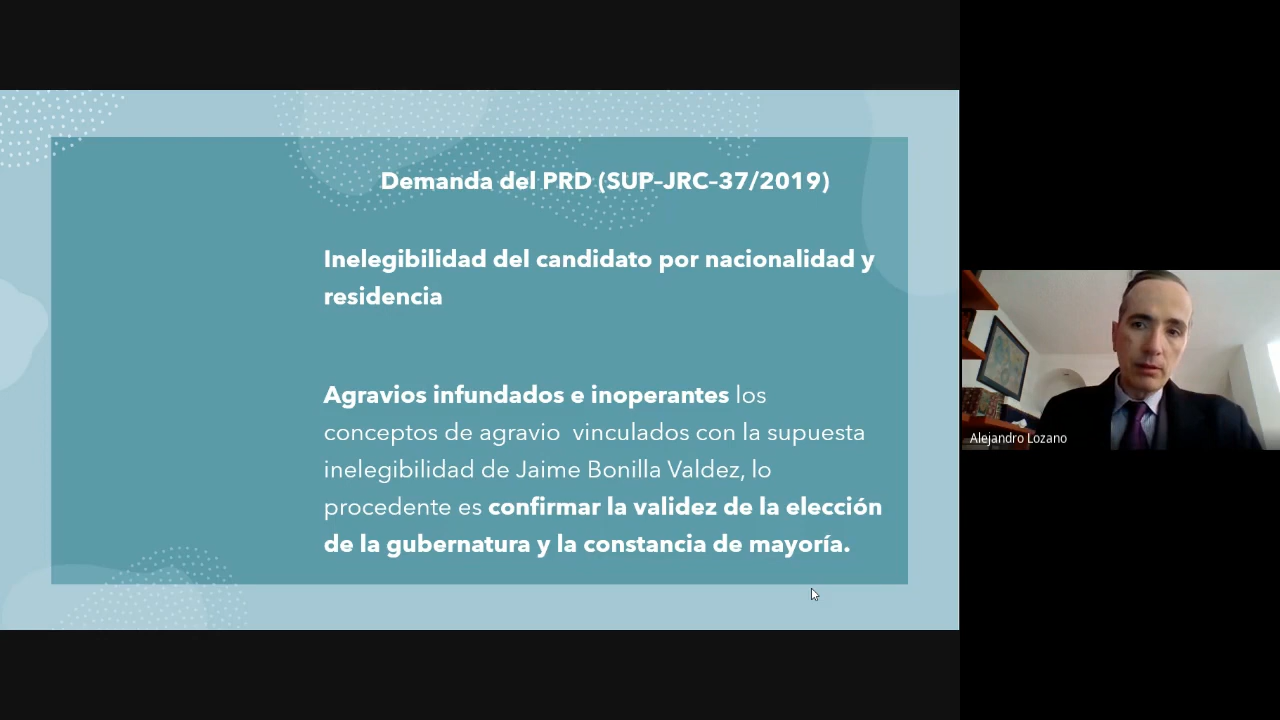 Demanda del PRD (SUP–JRC–37/2019)
Inelegibilidad del candidato por nacionalidad y
residencia
Agravios infundados e inoperantes los
conceptos de agravio  vinculados con la supuesta
inelegibilidad de Jaime Bonilla Valdez, lo
procedente es confirmar la validez de la elección
de la gubernatura y la constancia de mayoría.
Alejandro Lozano